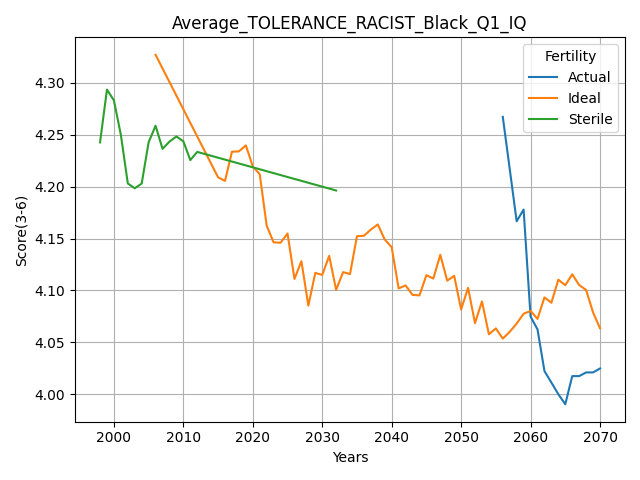 Average_TOLERANCE_RACIST_Black_Q1_IQ
Fertility
Actual
Ideal
Sterile
Score(3-6)
4.30
4.25
4.20
4.15
4.10
4.05
4.00
2000 2010 2020 2030 2040 2050 2060 2070
Years